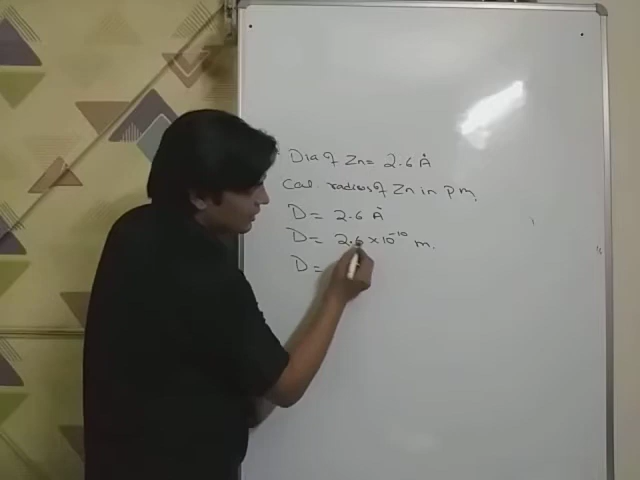 Dia of Zn = 2.6 Å
Cal. radius of Zn in pm.
D = 2.6 Å
D = 2.6 × 10⁻¹⁰ m.
D =